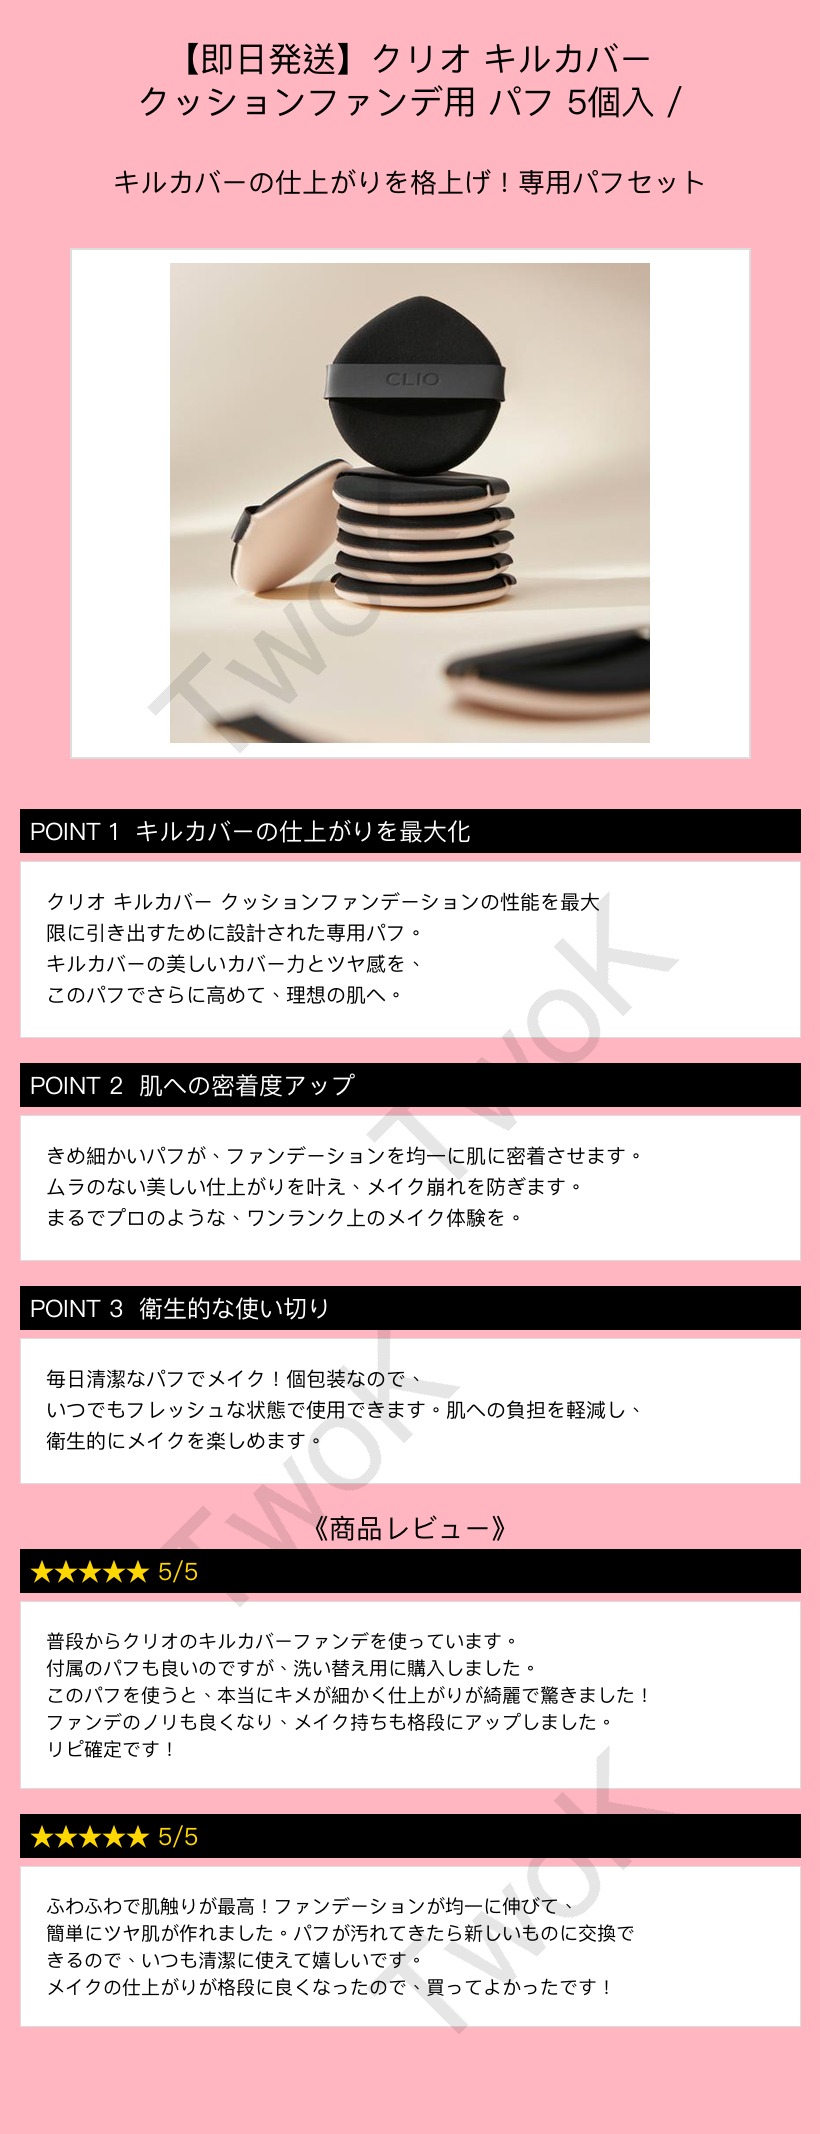 【即日発送】クリオ キルカバー
クッションファンデ用 パフ 5個入 /
キルカバーの仕上がりを格上げ！専用パフセット
CLIO
TwoK
POINT 1 キルカバーの仕上がりを最大化
クリオ キルカバー クッションファンデーションの性能を最大
限に引き出すために設計された専用パフ。
キルカバーの美しいカバー力とツヤ感を、
このパフでさらに高めて、理想の肌へ。
TwoK
POINT 2 肌への密着度アップ
きめ細かいパフが、ファンデーションを均一に肌に密着させます。
ムラのない美しい仕上がりを叶え、メイク崩れを防ぎます。
まるでプロのような、ワンランク上のメイク体験を。
POINT 3 衛生的な使い切り
毎日清潔なパフでメイク！個包装なので、
いつでもフレッシュな状態で使用できます。肌への負担を軽減し、
衛生的にメイクを楽しめます。
TwoK
《商品レビュー》
★★★★★ 5/5
普段からクリオのキルカバーファンデを使っています。
付属のパフも良いのですが、洗い替え用に購入しました。
このパフを使うと、本当にキメが細かく仕上がりが綺麗で驚きました！
ファンデのノリも良くなり、メイク持ちも格段にアップしました。
リピ確定です！
★★★★★ 5/5
ふわふわで肌触りが最高！ファンデーションが均一に伸びて、
簡単にツヤ肌が作れました。パフが汚れてきたら新しいものに交換で
きるので、いつも清潔に使えて嬉しいです。
メイクの仕上がりが格段に良くなったので、買ってよかったです！
TwoK